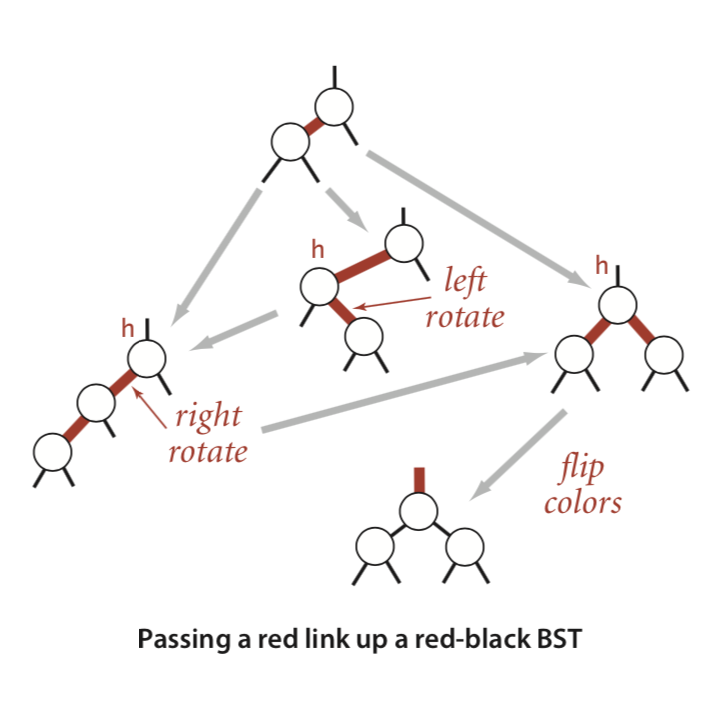 h
left
rotate
h
h
right
rotate
flip
colors
Passing a red link up a red-black BST